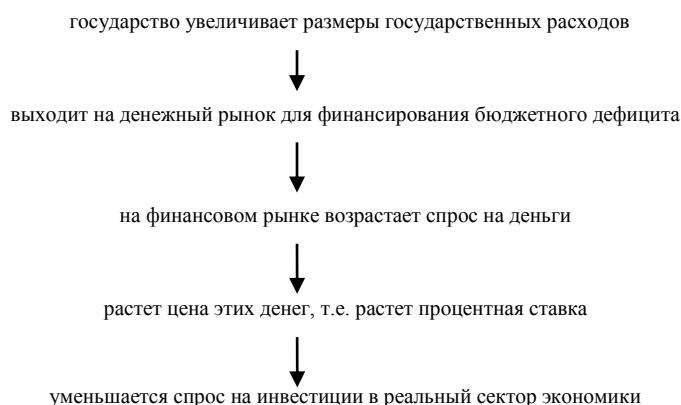 государство увеличивает размеры государственных расходов
выходит на денежный рынок для финансирования бюджетного дефицита
на финансовом рынке возрастает спрос на деньги
растет цена этих денег, т.е. растет процентная ставка
уменьшается спрос на инвестиции в реальный сектор экономики